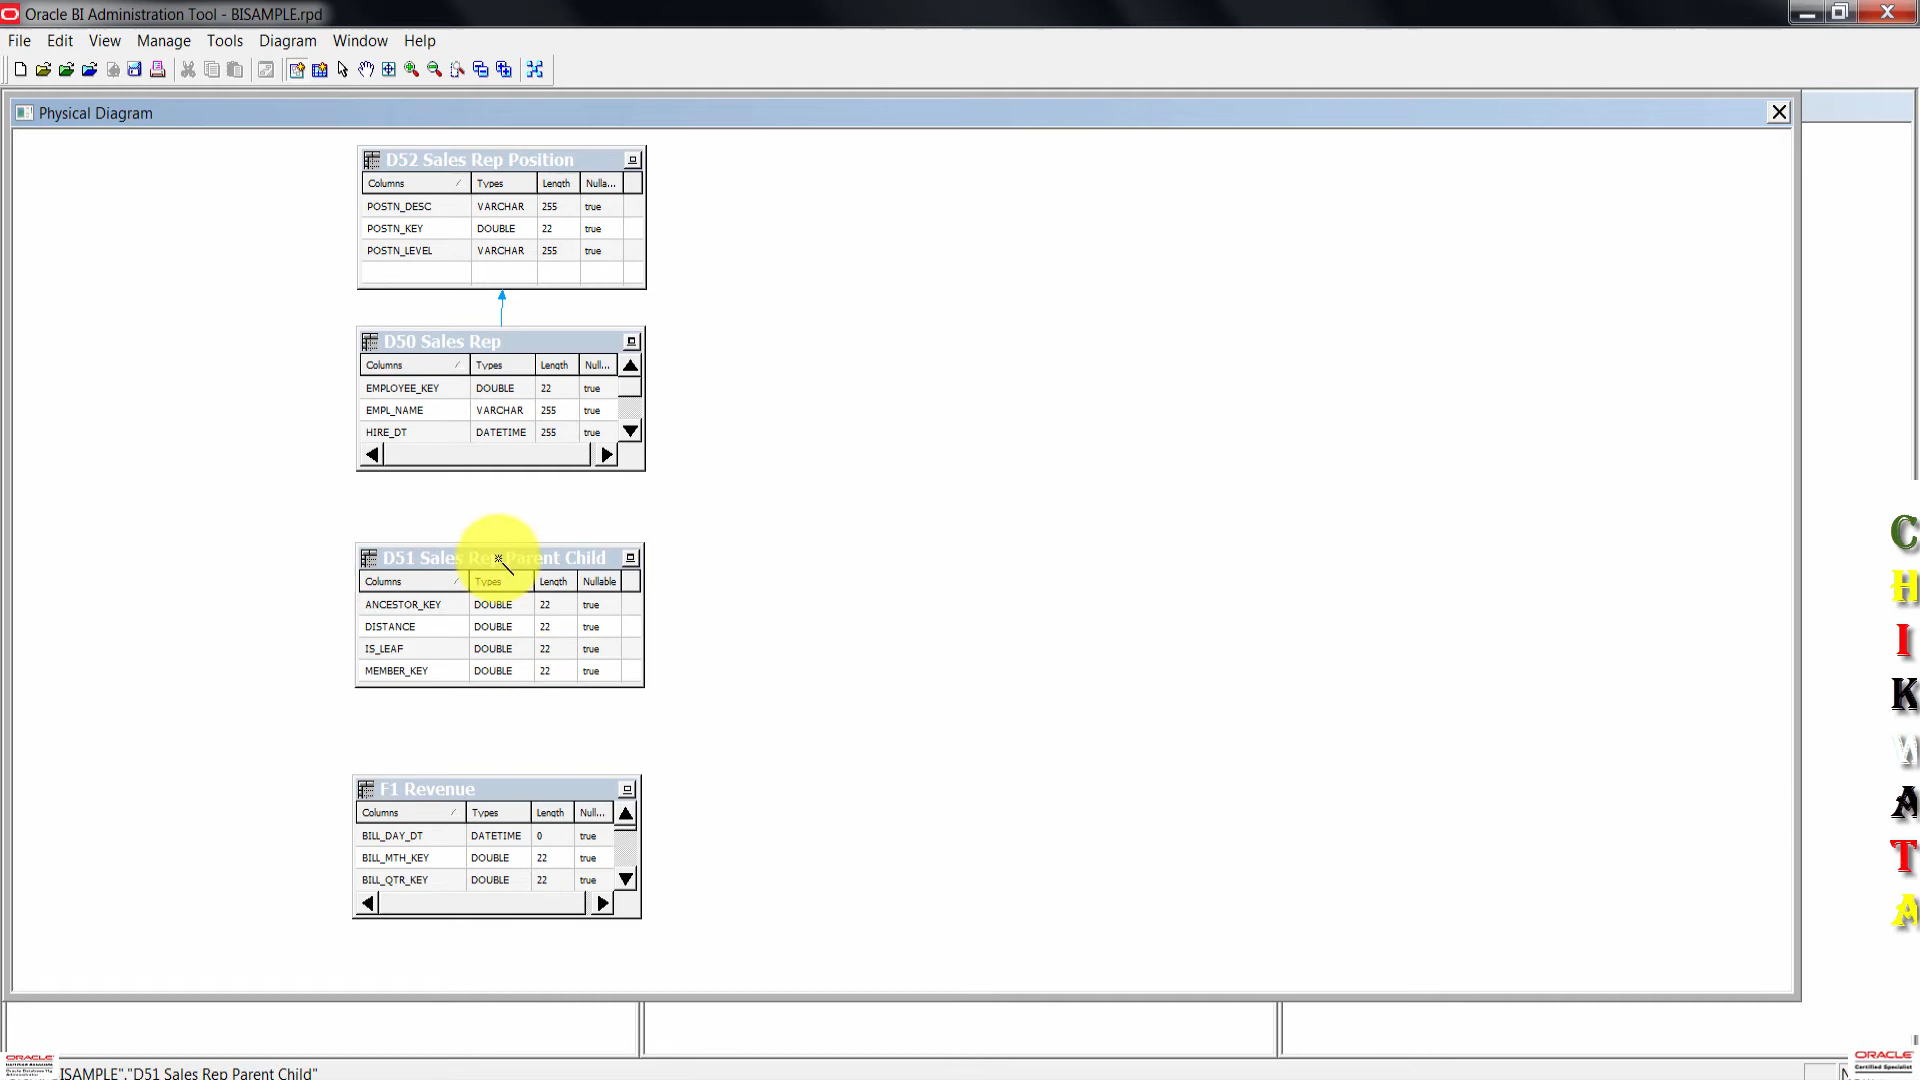 Oracle BI Administration Tool - BISAMPLE.rpd
File Edit View Manage Tools Diagram Window Help
Physical Diagram
D52 Sales Rep Position
Columns Types Length Nulla...
POSTN_DESC VARCHAR 255 true
POSTN_KEY DOUBLE 22 true
POSTN_LEVEL VARCHAR 255 true
D50 Sales Rep
Columns Types Length Null...
EMPLOYEE_KEY DOUBLE 22 true
EMPL_NAME VARCHAR 255 true
HIRE_DT DATETIME 255 true
D51 Sales Rep Parent Child
Columns Types Length Nullable
ANCESTOR_KEY DOUBLE 22 true
DISTANCE DOUBLE 22 true
IS_LEAF DOUBLE 22 true
MEMBER_KEY DOUBLE 22 true
F1 Revenue
Columns Types Length Null...
BILL_DAY_DT DATETIME 0 true
BILL_MTH_KEY DOUBLE 22 true
BILL_QTR_KEY DOUBLE 22 true
C
H
I
K
W
A
T
A
ORACLE
ISAMPLE"."D51 Sales Rep Parent Child"
ORACLE
Certified Specialist